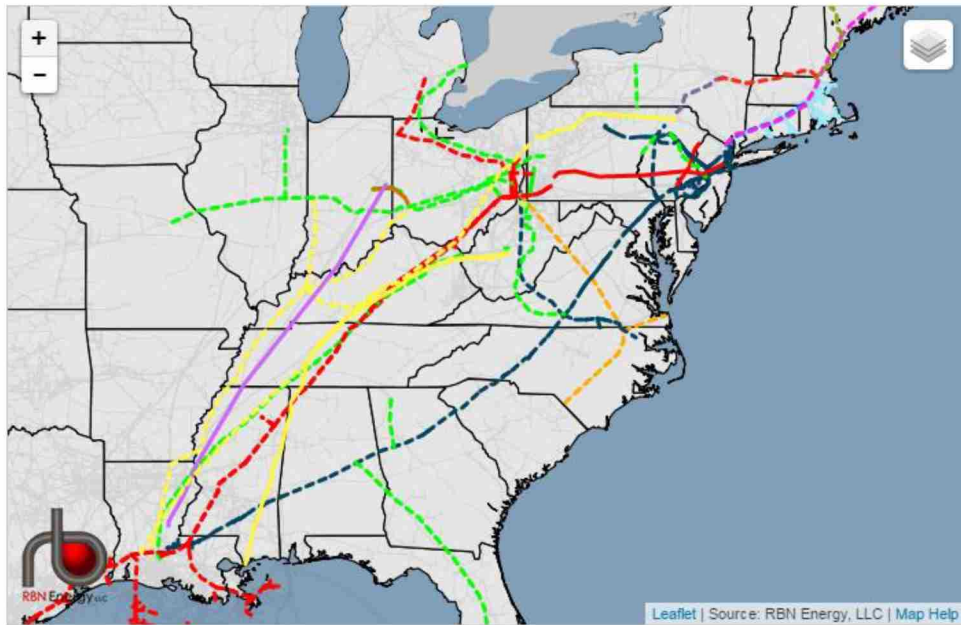 +
−
RBN Energy LLC
Leaflet | Source: RBN Energy, LLC | Map Help